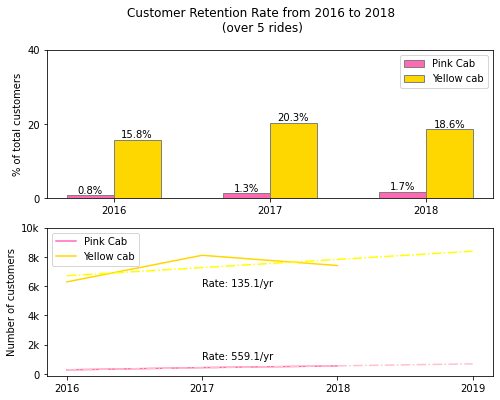 Customer Retention Rate from 2016 to 2018
(over 5 rides)
% of total customers
40
20
0
Pink Cab
Yellow cab
0.8%
15.8%
1.3%
20.3%
1.7%
18.6%
2016
2017
2018
Number of customers
10k
8k
6k
4k
2k
0
Pink Cab
Yellow cab
Rate: 135.1/yr
Rate: 559.1/yr
2016
2017
2018
2019